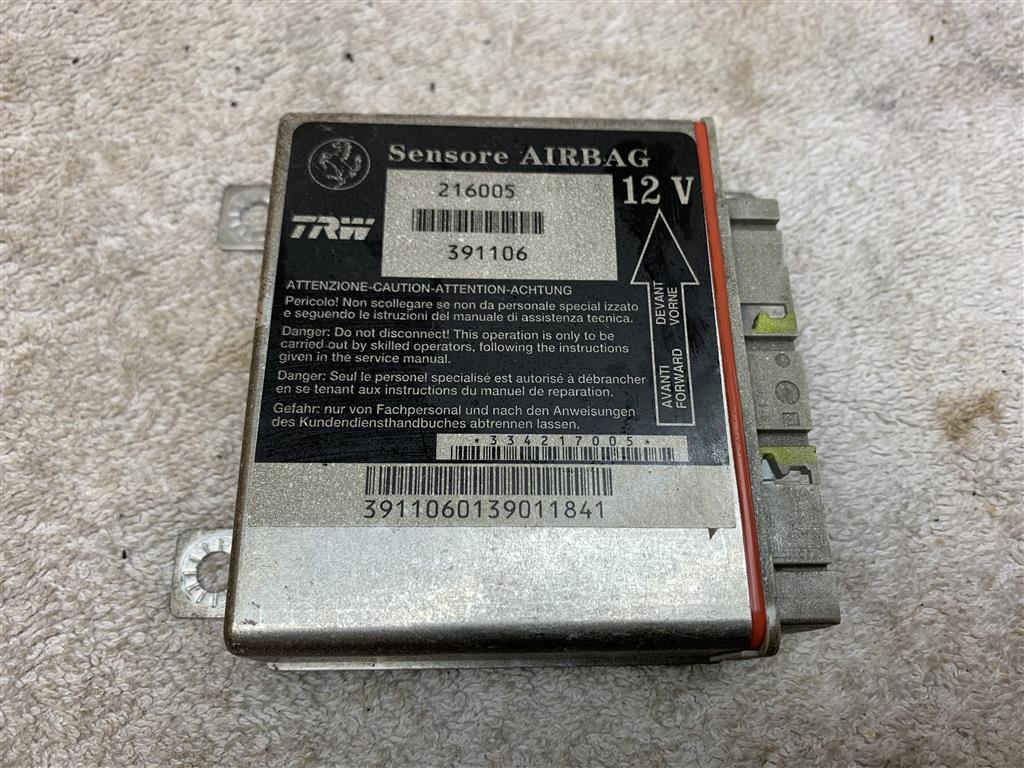 Sensore AIRBAG
216005
12 V
TRW
391106
ATTENZIONE-CAUTION-ATTENTION-ACHTUNG
Pericolo! Non scollegare se non da personale special izzato
e seguendo le istruzioni del manuale di assistenza tecnica.
Danger: Do not disconnect! This operation is only to be
carried out by skilled operators, following the instructions
given in the service manual.
Danger: Seul le personel specialisé est autorisé à débrancher
en se tenant aux instructions du manuel de reparation.
Gefahr: nur von Fachpersonal und nach den Anweisungen
des Kundendiensthandbuches abtrennen lassen.
AVANTI DEVANT
FORWARD VORNE
*334217005*
3911060139011841